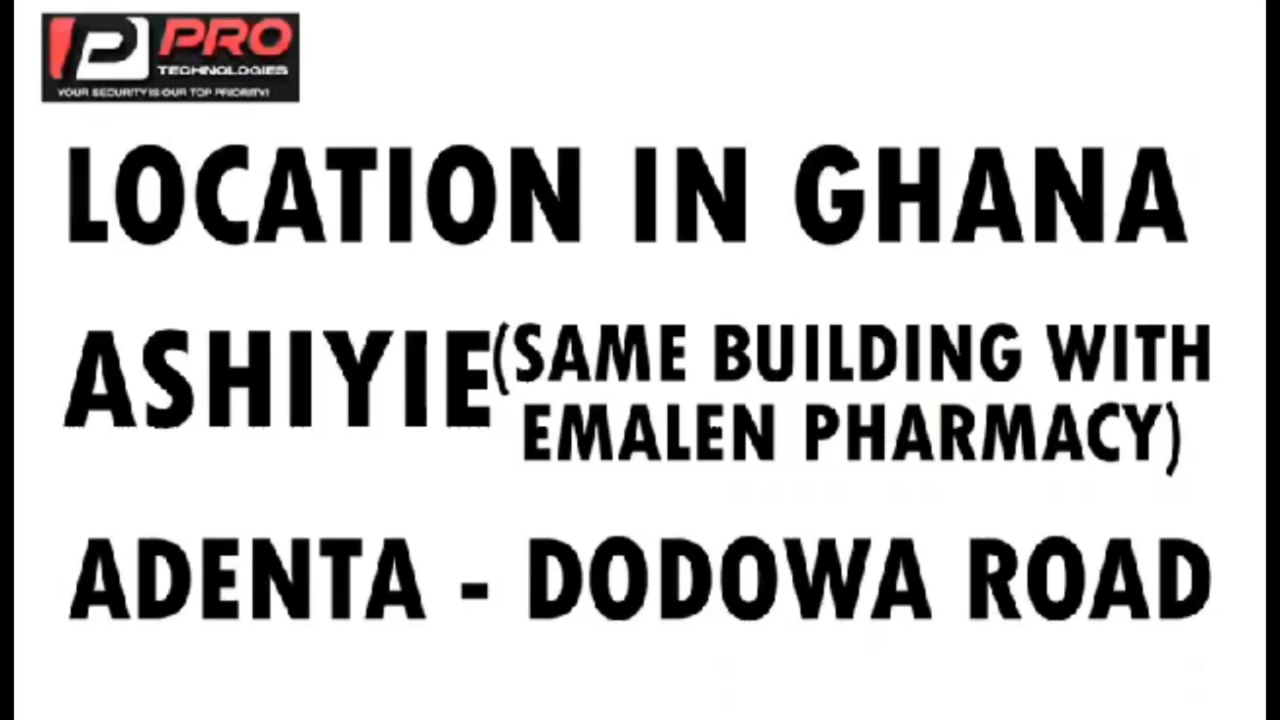 PRO
TECHNOLOGIES
YOUR SECURITY IS OUR TOP PRIORITY!
LOCATION IN GHANA
ASHIYIE (SAME BUILDING WITH
EMALEN PHARMACY)
ADENTA - DODOWA ROAD